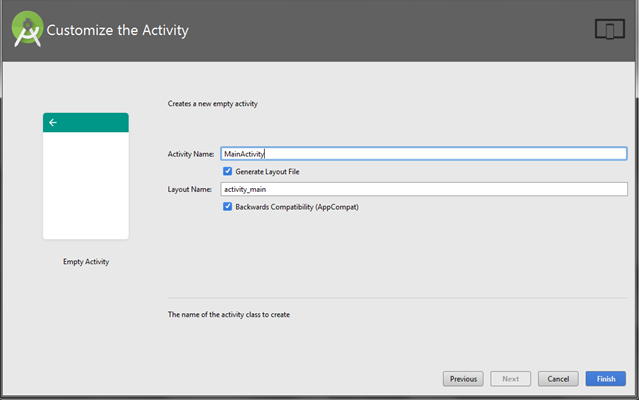 Customize the Activity
Creates a new empty activity
Activity Name: MainActivity
Generate Layout File
Layout Name: activity_main
Backwards Compatibility (AppCompat)
Empty Activity
The name of the activity class to create
Previous Next Cancel Finish